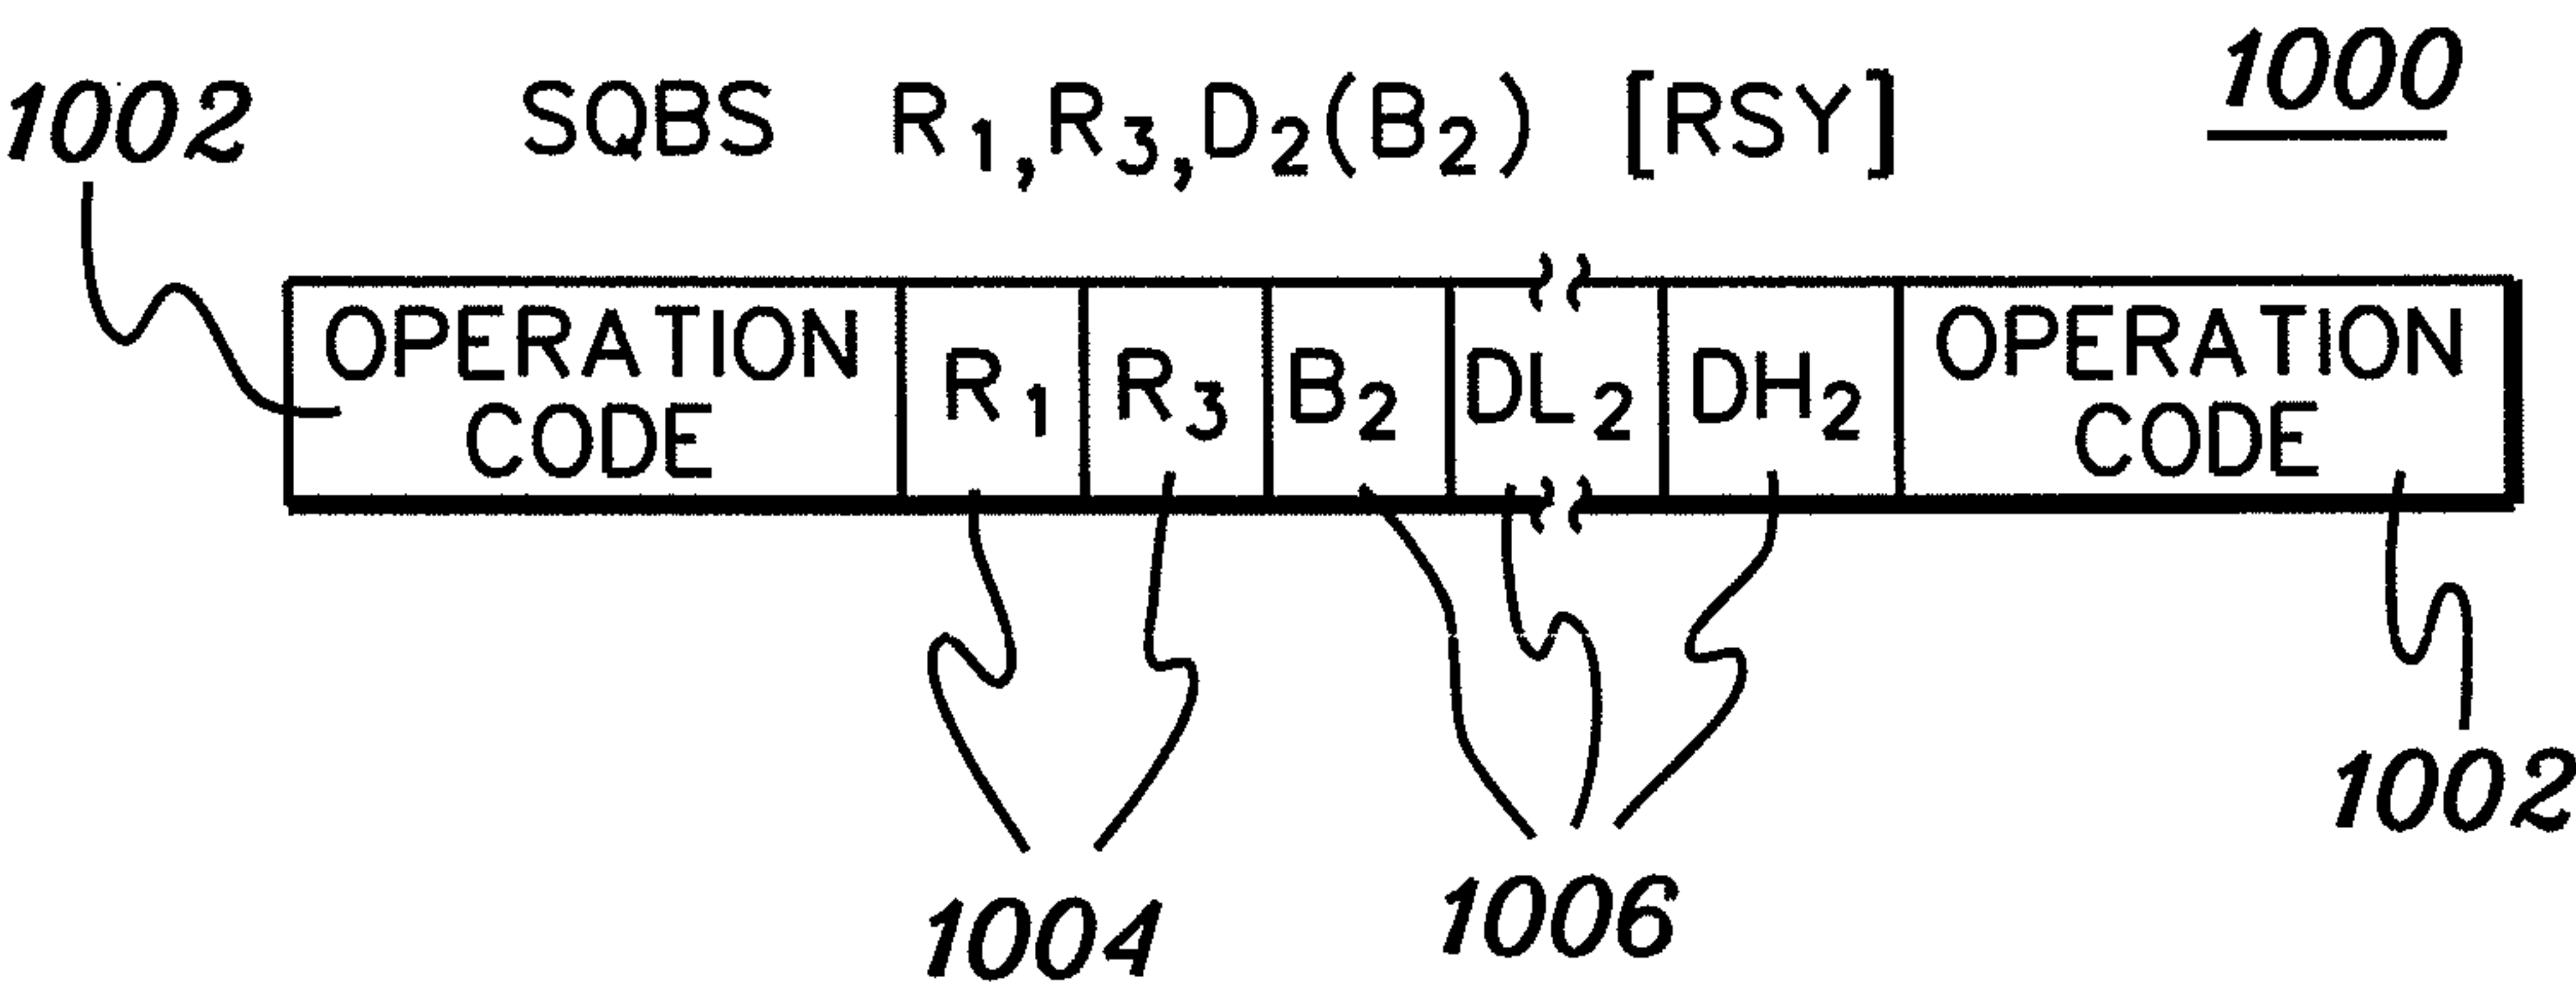 1000
1002 SQBS R₁,R₃,D₂(B₂) [RSY]
OPERATION CODE R₁ R₃ B₂ DL₂ DH₂ OPERATION CODE
1002
1004 1006